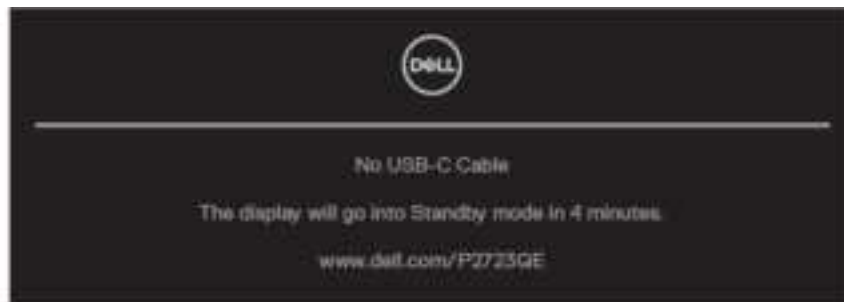 DELL
No USB-C Cable
The display will go into Standby mode in 4 minutes.
www.dell.com/P2723QE